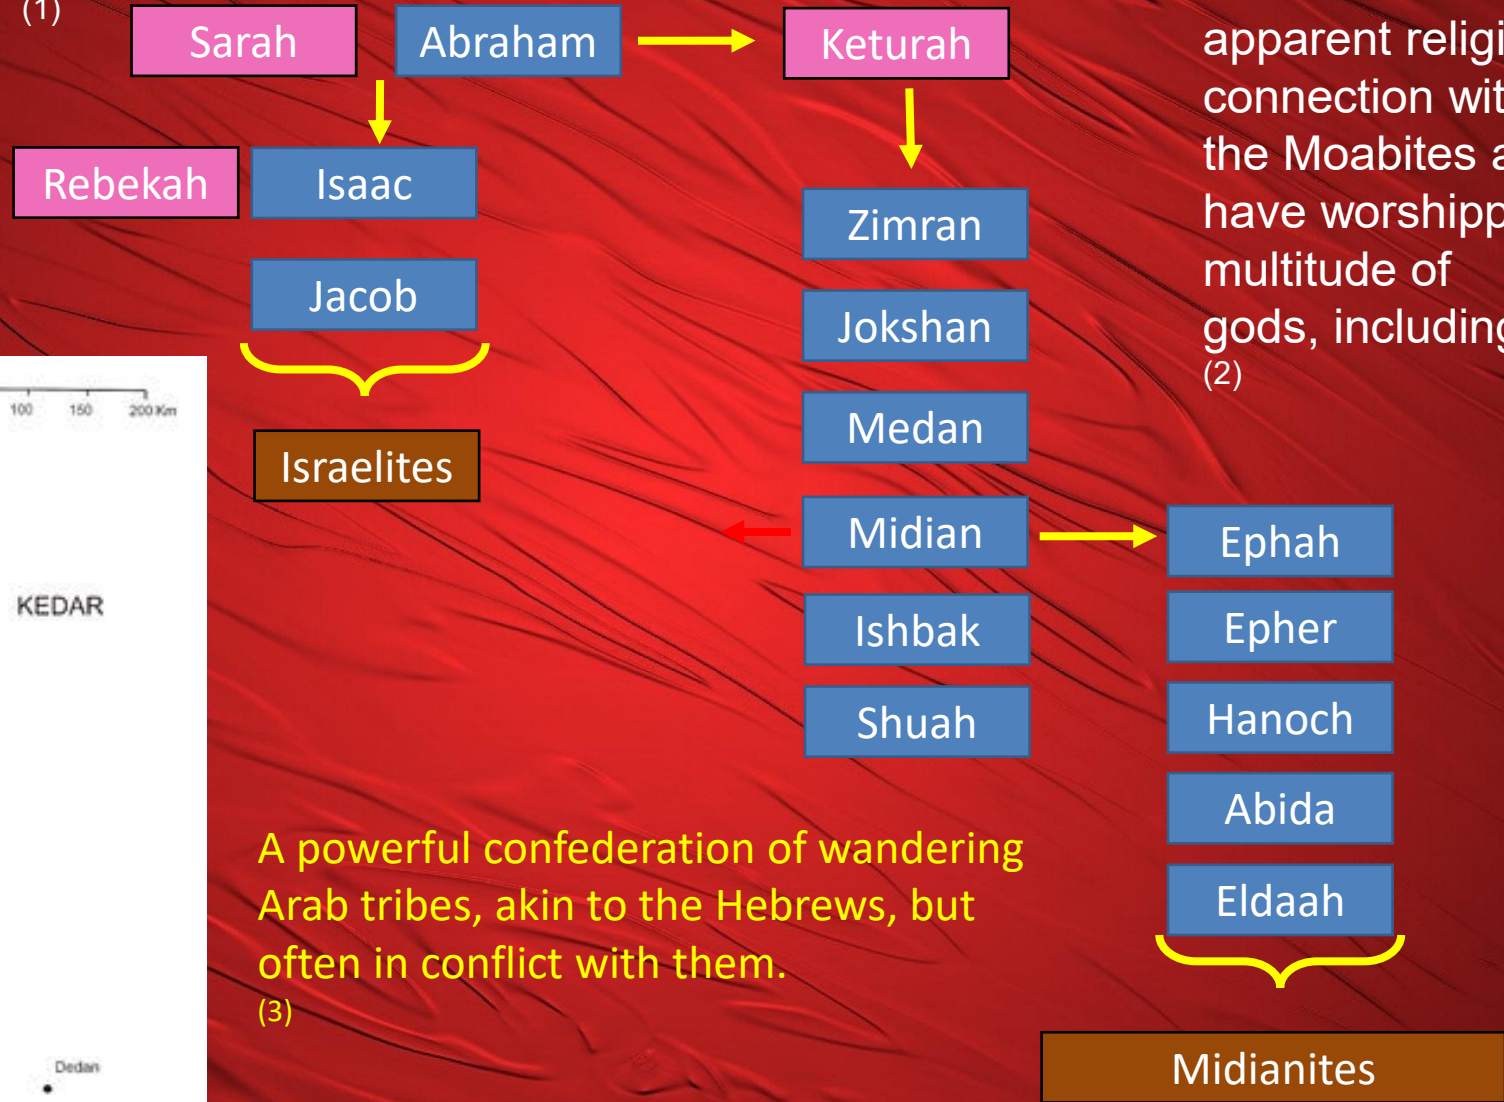 (1)
Sarah
Abraham
Keturah
Rebekah
Isaac
Jacob
Israelites
Zimran
Jokshan
Medan
Midian
Ishbak
Shuah
Ephah
Epher
Hanoch
Abida
Eldaah
Midianites
apparent religi
connection wit
the Moabites a
have worshipp
multitude of
gods, including
(2)
100 150 200 Km
KEDAR
Dedan
A powerful confederation of wandering
Arab tribes, akin to the Hebrews, but
often in conflict with them.
(3)